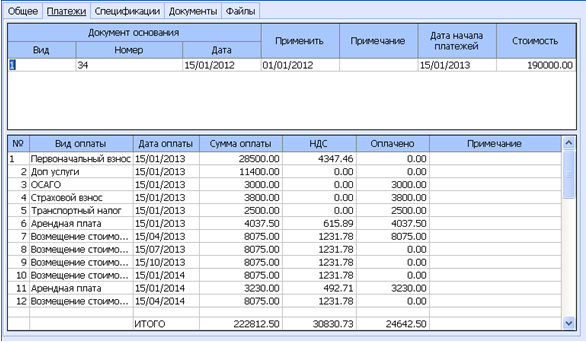 Общее Платежи Спецификации Документы Файлы
Документ основания Применить Примечание Дата начала платежей Стоимость
Вид Номер Дата
1 34 15/01/2012 01/01/2012 15/01/2013 190000.00
№ Вид оплаты Дата оплаты Сумма оплаты НДС Оплачено Примечание
1 Первоначальный взнос 15/01/2013 28500.00 4347.46 0.00
2 Доп услуги 15/01/2013 11400.00 0.00 0.00
3 ОСАГО 15/01/2013 3000.00 0.00 3000.00
4 Страховой взнос 15/01/2013 3800.00 0.00 3800.00
5 Транспортный налог 15/01/2013 2500.00 0.00 2500.00
6 Арендная плата 15/01/2013 4037.50 615.89 4037.50
7 Возмещение стоимо... 15/04/2013 8075.00 1231.78 8075.00
8 Возмещение стоимо... 15/07/2013 8075.00 1231.78 0.00
9 Возмещение стоимо... 15/10/2013 8075.00 1231.78 0.00
10 Возмещение стоимо... 15/01/2014 8075.00 1231.78 0.00
11 Арендная плата 15/01/2014 3230.00 492.71 3230.00
12 Возмещение стоимо... 15/04/2014 8075.00 1231.78 0.00
ИТОГО 222812.50 30830.73 24642.50